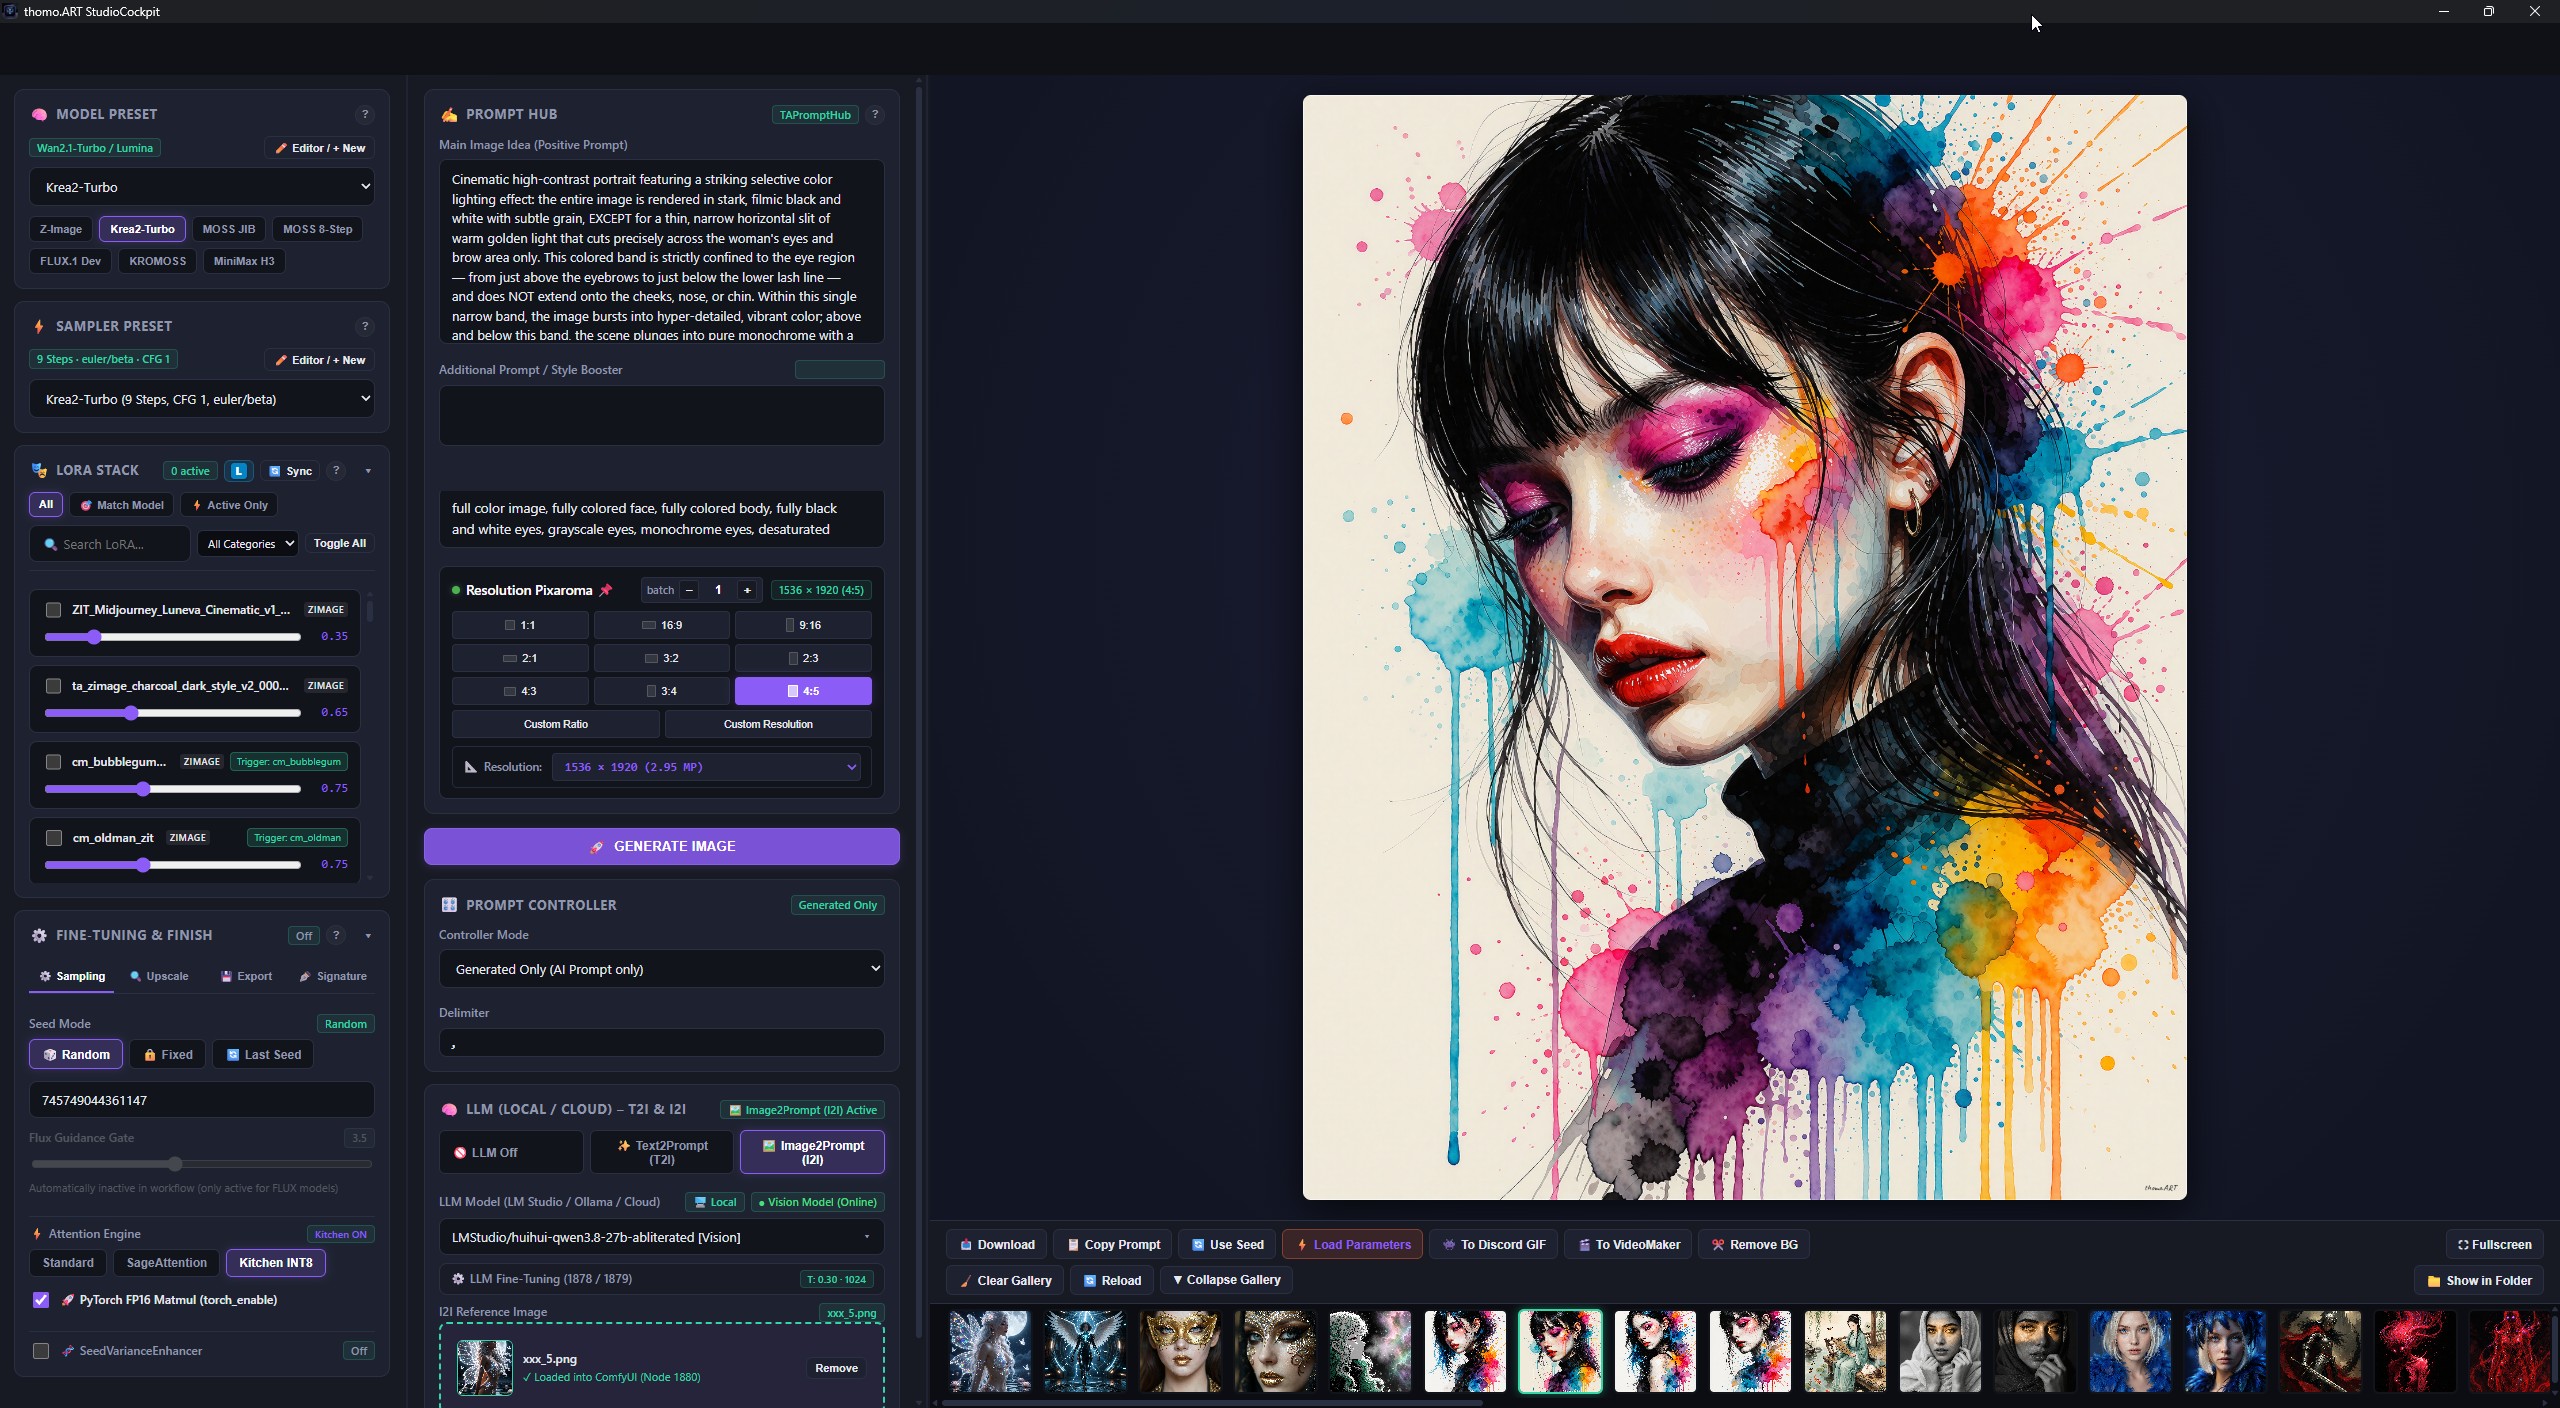 thomo.ART StudioCockpit
MODEL PRESET
?
Wan2.1-Turbo / Lumina
Editor / + New
Krea2-Turbo
Z-Image
Krea2-Turbo
MOSS JIB
MOSS 8-Step
FLUX.1 Dev
KROMOSS
MiniMax H3
SAMPLER PRESET
?
9 Steps · euler/beta · CFG 1
Editor / + New
Krea2-Turbo (9 Steps, CFG 1, euler/beta)
LORA STACK
0 active
L
Sync
?
All
Match Model
Active Only
Search LoRA...
All Categories
Toggle All
ZIT_Midjourney_Luneva_Cinematic_v1_...
ZIMAGE
0.35
ta_zimage_charcoal_dark_style_v2_000...
ZIMAGE
0.65
cm_bubblegum...
ZIMAGE
Trigger: cm_bubblegum
0.75
cm_oldman_zit
ZIMAGE
Trigger: cm_oldman
0.75
FINE-TUNING & FINISH
Off
?
Sampling
Upscale
Export
Signature
Seed Mode
Random
Random
Fixed
Last Seed
745749044361147
Flux Guidance Gate
3.5
Automatically inactive in workflow (only active for FLUX models)
Attention Engine
Kitchen ON
Standard
SageAttention
Kitchen INT8
PyTorch FP16 Matmul (torch_enable)
SeedVarianceEnhancer
Off
PROMPT HUB
TAPromptHub
?
Main Image Idea (Positive Prompt)
Cinematic high-contrast portrait featuring a striking selective color
lighting effect: the entire image is rendered in stark, filmic black and
white with subtle grain, EXCEPT for a thin, narrow horizontal slit of
warm golden light that cuts precisely across the woman's eyes and
brow area only. This colored band is strictly confined to the eye region
— from just above the eyebrows to just below the lower lash line —
and does NOT extend onto the cheeks, nose, or chin. Within this single
narrow band, the image bursts into hyper-detailed, vibrant color; above
and below this band, the scene plunges into pure monochrome with a
Additional Prompt / Style Booster
full color image, fully colored face, fully colored body, fully black
and white eyes, grayscale eyes, monochrome eyes, desaturated
Resolution Pixaroma
batch
−
1
+
1536 × 1920 (4:5)
1:1
16:9
9:16
2:1
3:2
2:3
4:3
3:4
4:5
Custom Ratio
Custom Resolution
Resolution:
1536 × 1920 (2.95 MP)
GENERATE IMAGE
PROMPT CONTROLLER
Generated Only
Controller Mode
Generated Only (AI Prompt only)
Delimiter
,
LLM (LOCAL / CLOUD) – T2I & I2I
Image2Prompt (I2I) Active
LLM Off
Text2Prompt
(T2I)
Image2Prompt
(I2I)
LLM Model (LM Studio / Ollama / Cloud)
Local
● Vision Model (Online)
LMStudio/huihui-qwen3.8-27b-abliterated [Vision]
LLM Fine-Tuning (1878 / 1879)
T: 0.30 · 1024
I2I Reference Image
xxx_5.png
xxx_5.png
✓ Loaded into ComfyUI (Node 1880)
Remove
thomo.ART
Download
Copy Prompt
Use Seed
Load Parameters
To Discord GIF
To VideoMaker
Remove BG
Fullscreen
Clear Gallery
Reload
▼ Collapse Gallery
Show in Folder